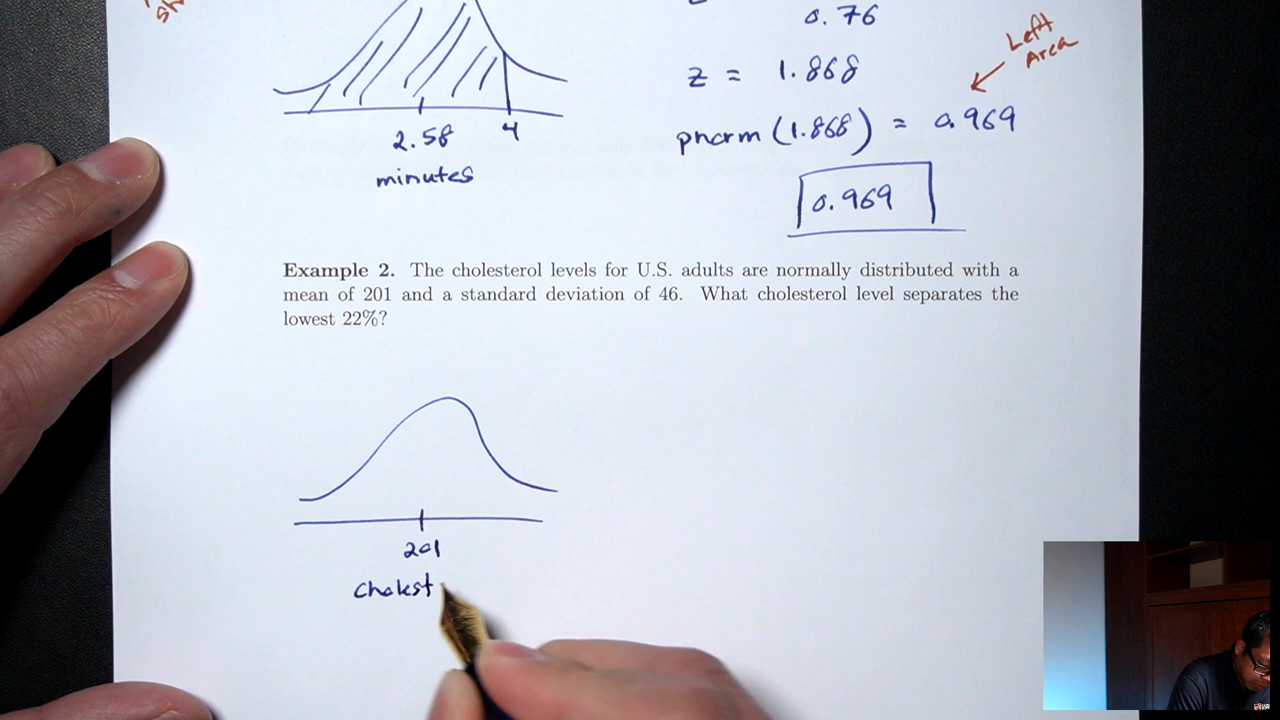 0.76
Left
Area
z = 1.868
pnorm (1.868) = 0.969
2.58 4
minutes
0.969
Example 2. The cholesterol levels for U.S. adults are normally distributed with a
mean of 201 and a standard deviation of 46. What cholesterol level separates the
lowest 22%?
201
Cholest